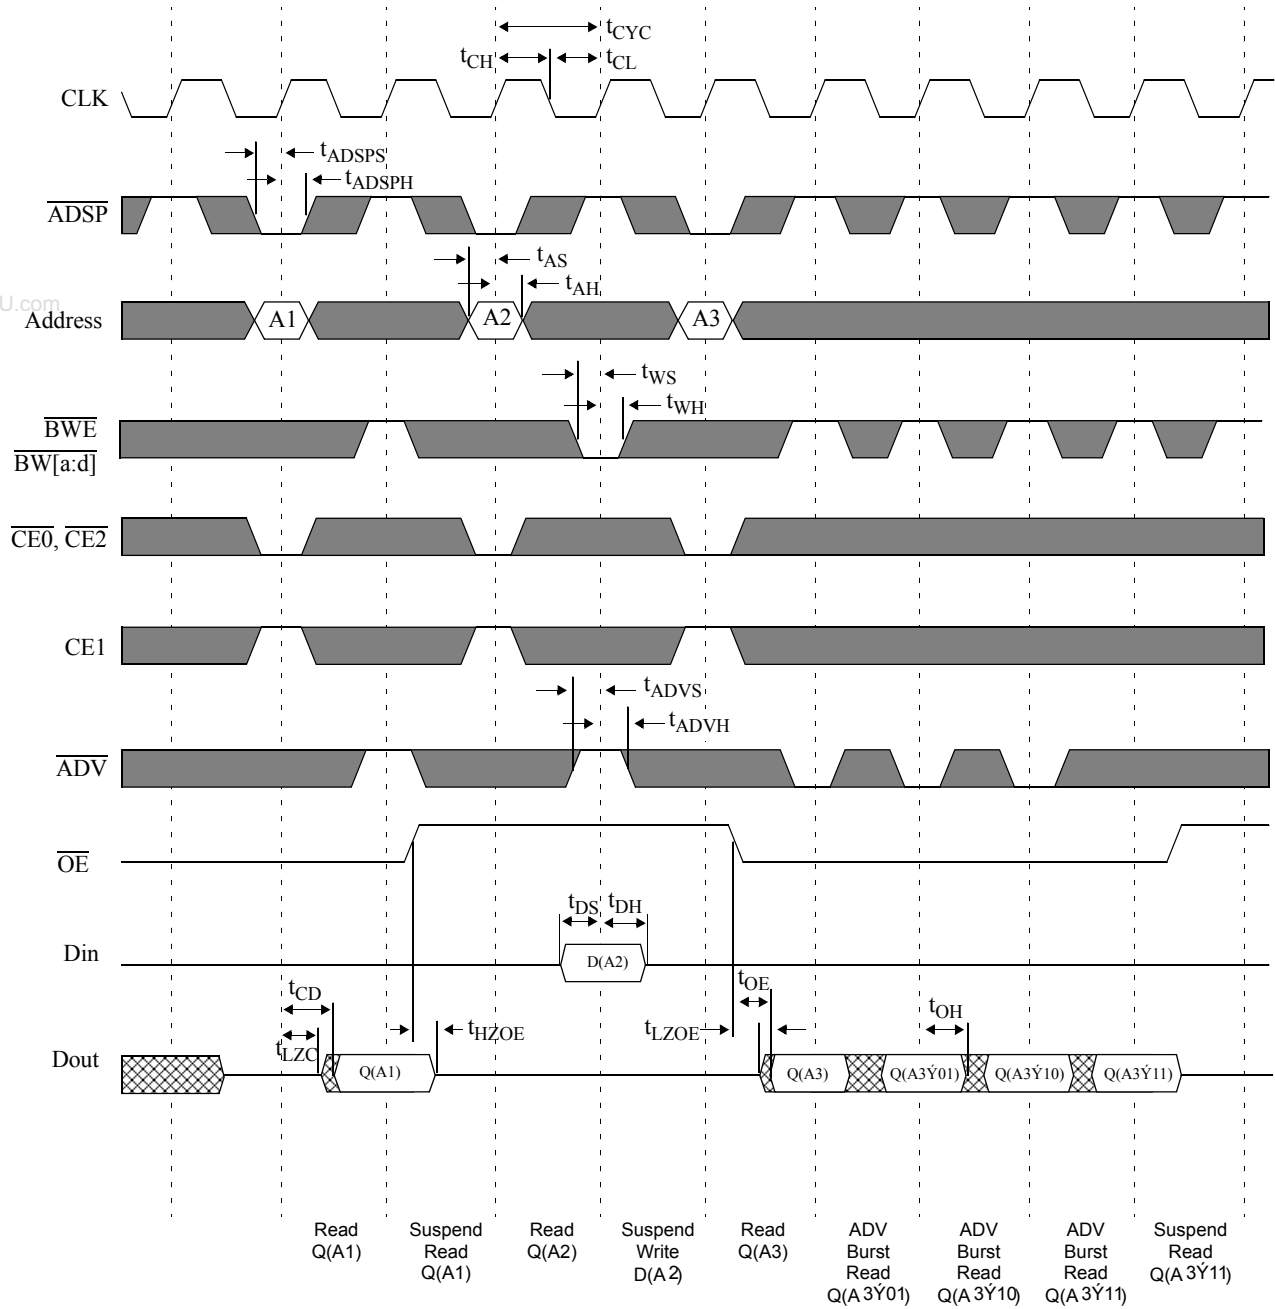 tCYC
tCH tCL
CLK
tADSPS
tADSPH
ADSP
tAS
tAH
U.com
Address A1 A2 A3
tWS
tWH
BWE
BW[a:d]
CE0, CE2
CE1
tADVS
tADVH
ADV
OE
tDS tDH
Din D(A2)
tCD tOE tOH
tLZC tHZOE tLZOE
Dout Q(A1) Q(A3) Q(A3Ý01) Q(A3Ý10) Q(A3Ý11)
Read Suspend Read Suspend Read ADV ADV ADV Suspend
Q(A1) Read Q(A2) Write Q(A3) Burst Burst Burst Read
Q(A1) D(A2) Read Read Read Q(A3Ý11)
Q(A3Ý01) Q(A3Ý10) Q(A3Ý11)